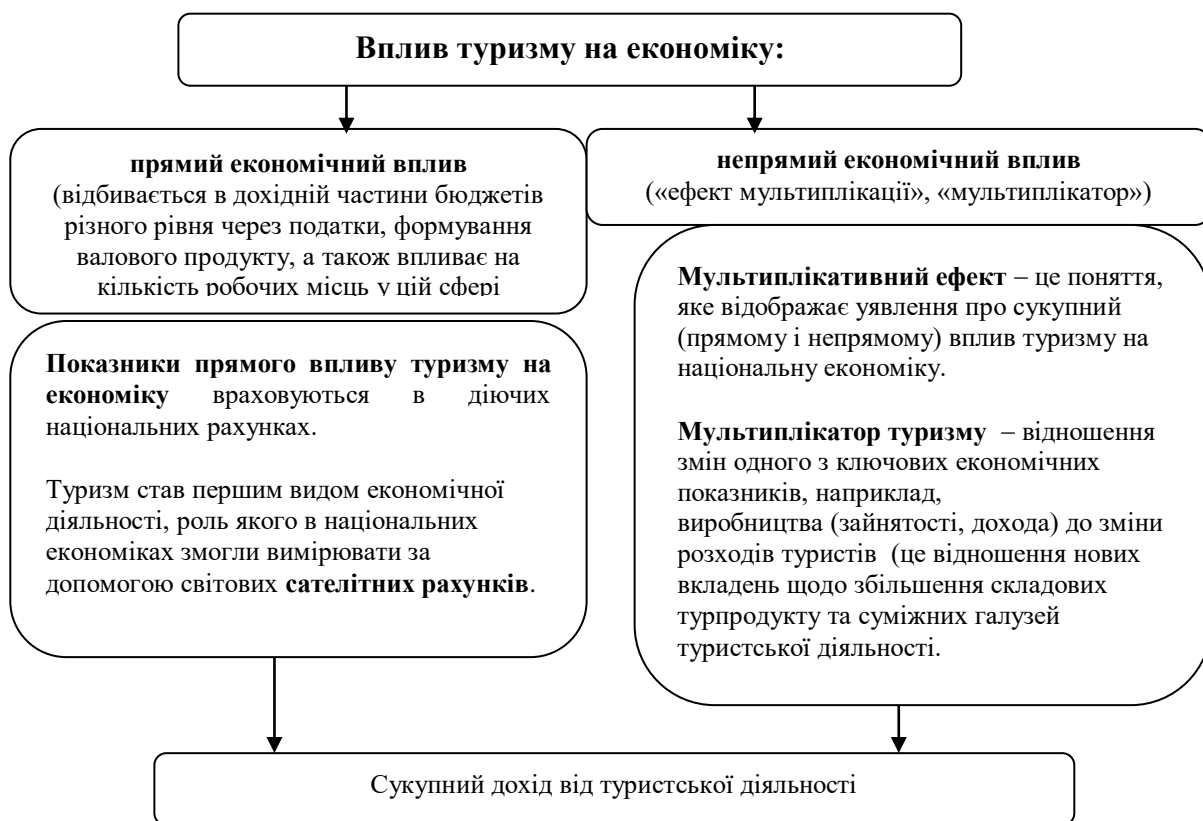 Вплив туризму на економіку:
прямий економічний вплив
(відбивається в дохідній частини бюджетів
різного рівня через податки, формування
валового продукту, а також впливає на
кількість робочих місць у цій сфері
Показники прямого впливу туризму на
економіку враховуються в діючих
національних рахунках.
Туризм став першим видом економічної
діяльності, роль якого в національних
економіках змогли вимірювати за
допомогою світових сателітних рахунків.
непрямий економічний вплив
(«ефект мультиплікації», «мультиплікатор»)
Мультиплікативний ефект – це поняття,
яке відображає уявлення про сукупний
(прямому і непрямому) вплив туризму на
національну економіку.
Мультиплікатор туризму – відношення
змін одного з ключових економічних
показників, наприклад,
виробництва (зайнятості, дохода) до зміни
розходів туристів (це відношення нових
вкладень щодо збільшення складових
турпродукту та суміжних галузей
туристської діяльності.
Сукупний дохід від туристської діяльності